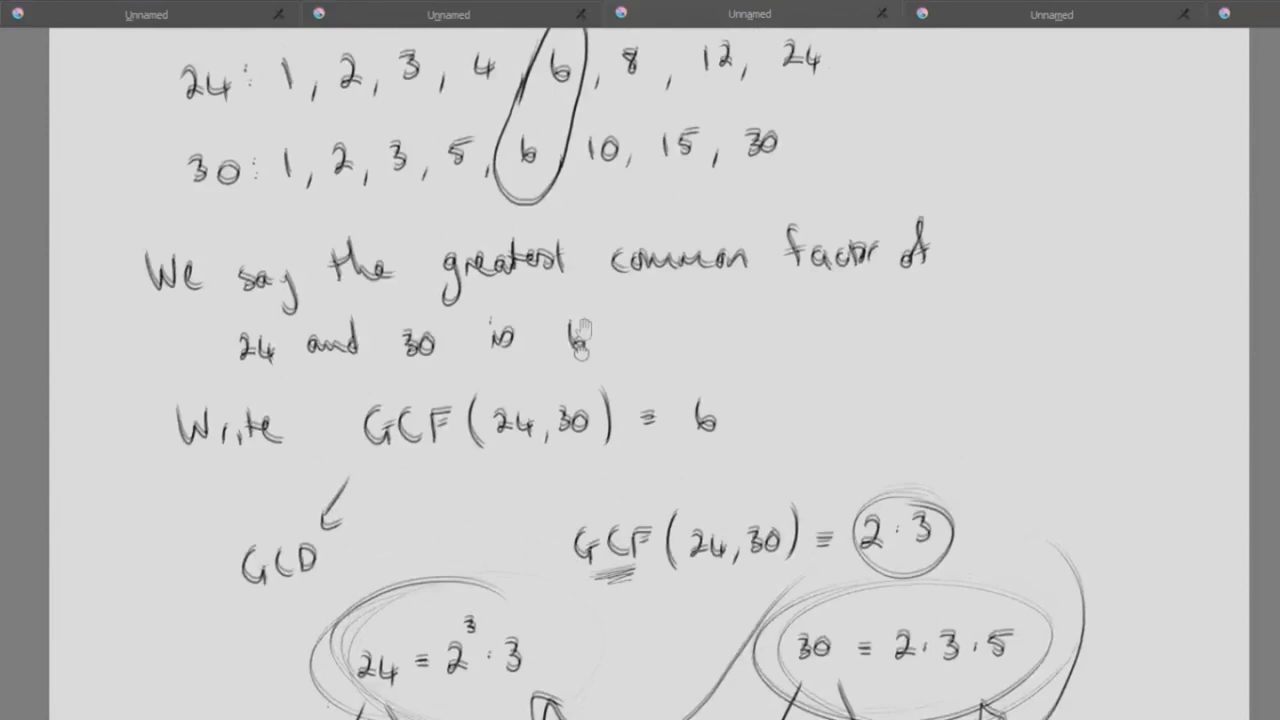 Unnamed Unnamed Unnamed Unnamed
24: 1, 2, 3, 4, 6, 8, 12, 24
30: 1, 2, 3, 5, 6, 10, 15, 30
We say the greatest common factor of
24 and 30 is 6
Write GCF(24,30) = 6
GCD
GCF(24,30) = 2·3
24 = 2³·3
30 = 2·3·5